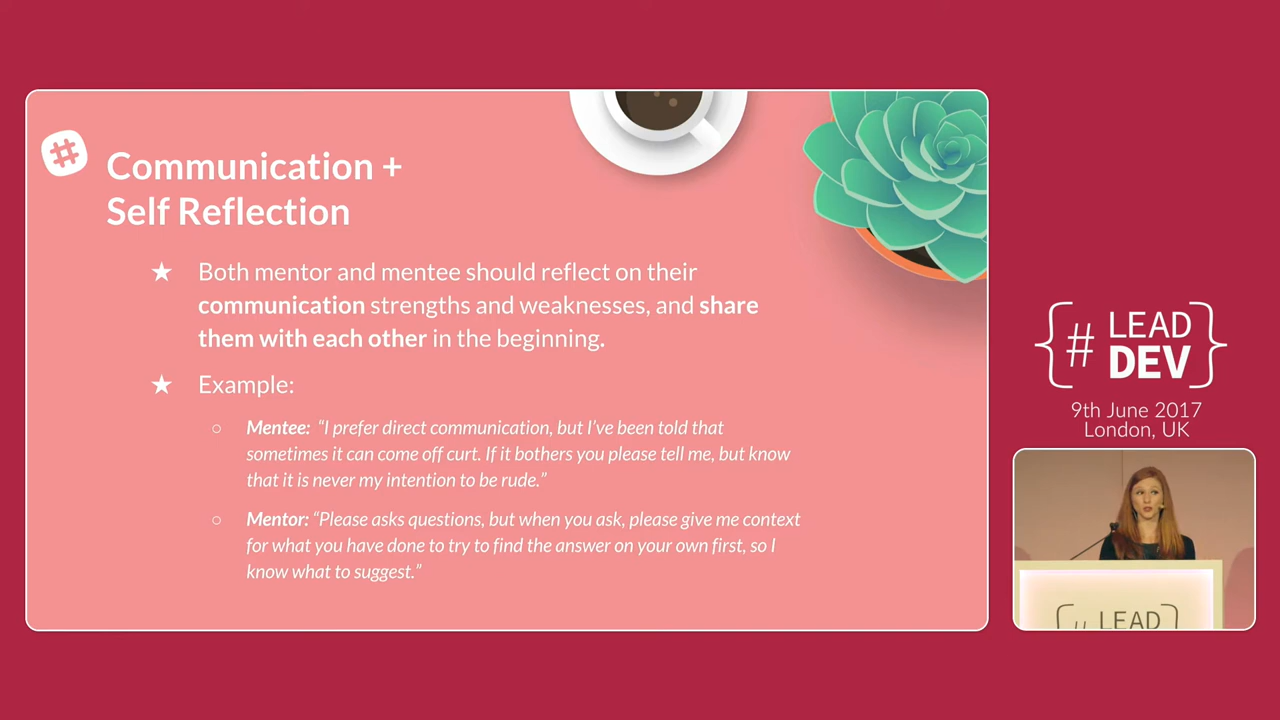 #
Communication +
Self Reflection
★ Both mentor and mentee should reflect on their
communication strengths and weaknesses, and share
them with each other in the beginning.
★ Example:
○ Mentee: “I prefer direct communication, but I’ve been told that
sometimes it can come off curt. If it bothers you please tell me, but know
that it is never my intention to be rude.”
○ Mentor: “Please asks questions, but when you ask, please give me context
for what you have done to try to find the answer on your own first, so I
know what to suggest.”
{# LEAD
DEV}
9th June 2017
London, UK
{# LEAD}